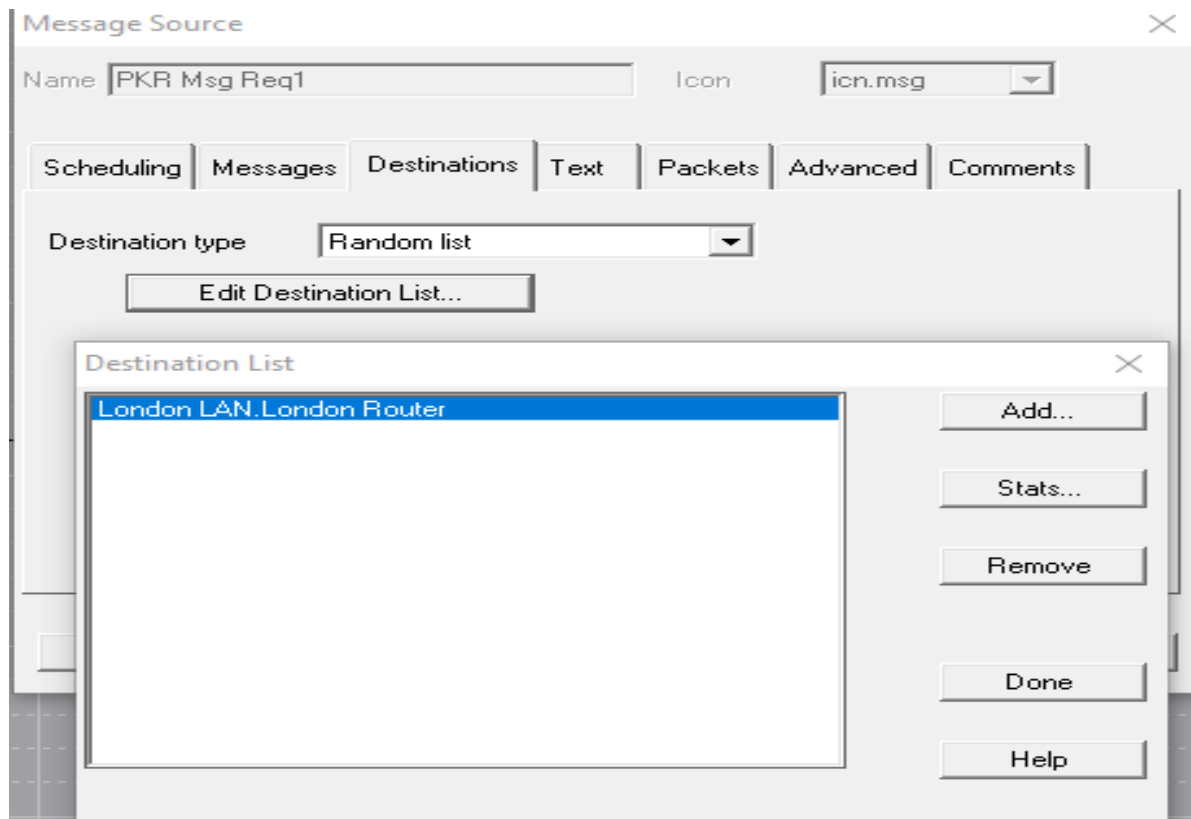 Message Source
Name PKR Msg Req1 Icon icn.msg
Scheduling Messages Destinations Text Packets Advanced Comments
Destination type Random list
Edit Destination List...
Destination List
London LAN.London Router
Add...
Stats...
Remove
Done
Help